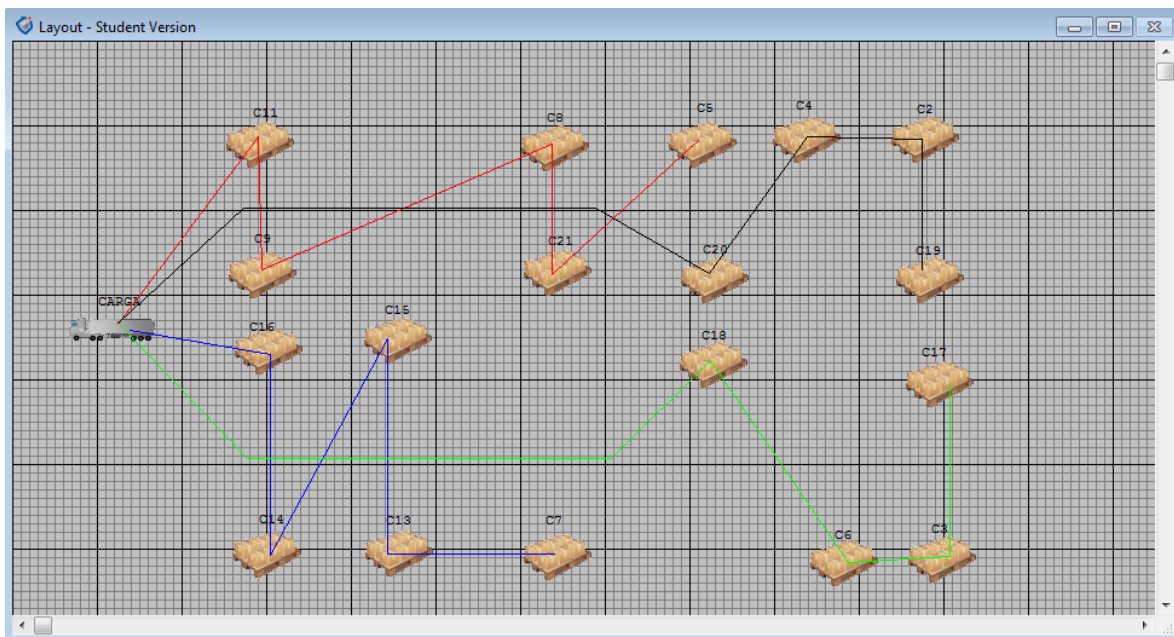 Layout - Student Version
C11
C8
C5
C4
C2
C9
C21
C20
C19
CARGA
C16
C15
C18
C17
C14
C13
C7
C6
C3